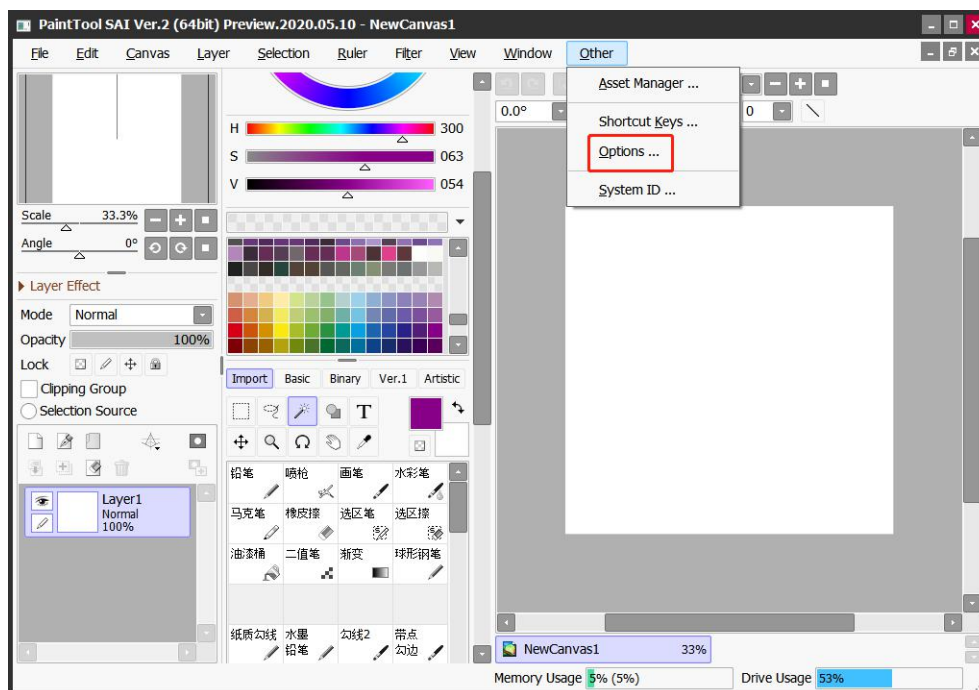 PaintTool SAI Ver.2 (64bit) Preview.2020.05.10 - NewCanvas1
File Edit Canvas Layer Selection Ruler Filter View Window Other
Asset Manager ...
Shortcut Keys ...
Options ...
System ID ...
0.0°
0
H 300
S 063
V 054
Scale 33.3%
Angle 0°
Layer Effect
Mode Normal
Opacity 100%
Lock
Clipping Group
Selection Source
Layer1
Normal
100%
Import Basic Binary Ver.1 Artistic
T
铅笔 喷枪 画笔 水彩笔
马克笔 橡皮擦 选区笔 选区擦
油漆桶 二值笔 渐变 球形钢笔
纸质勾线 水墨铅笔 勾线2 带点勾边
NewCanvas1 33%
Memory Usage 5% (5%) Drive Usage 53%